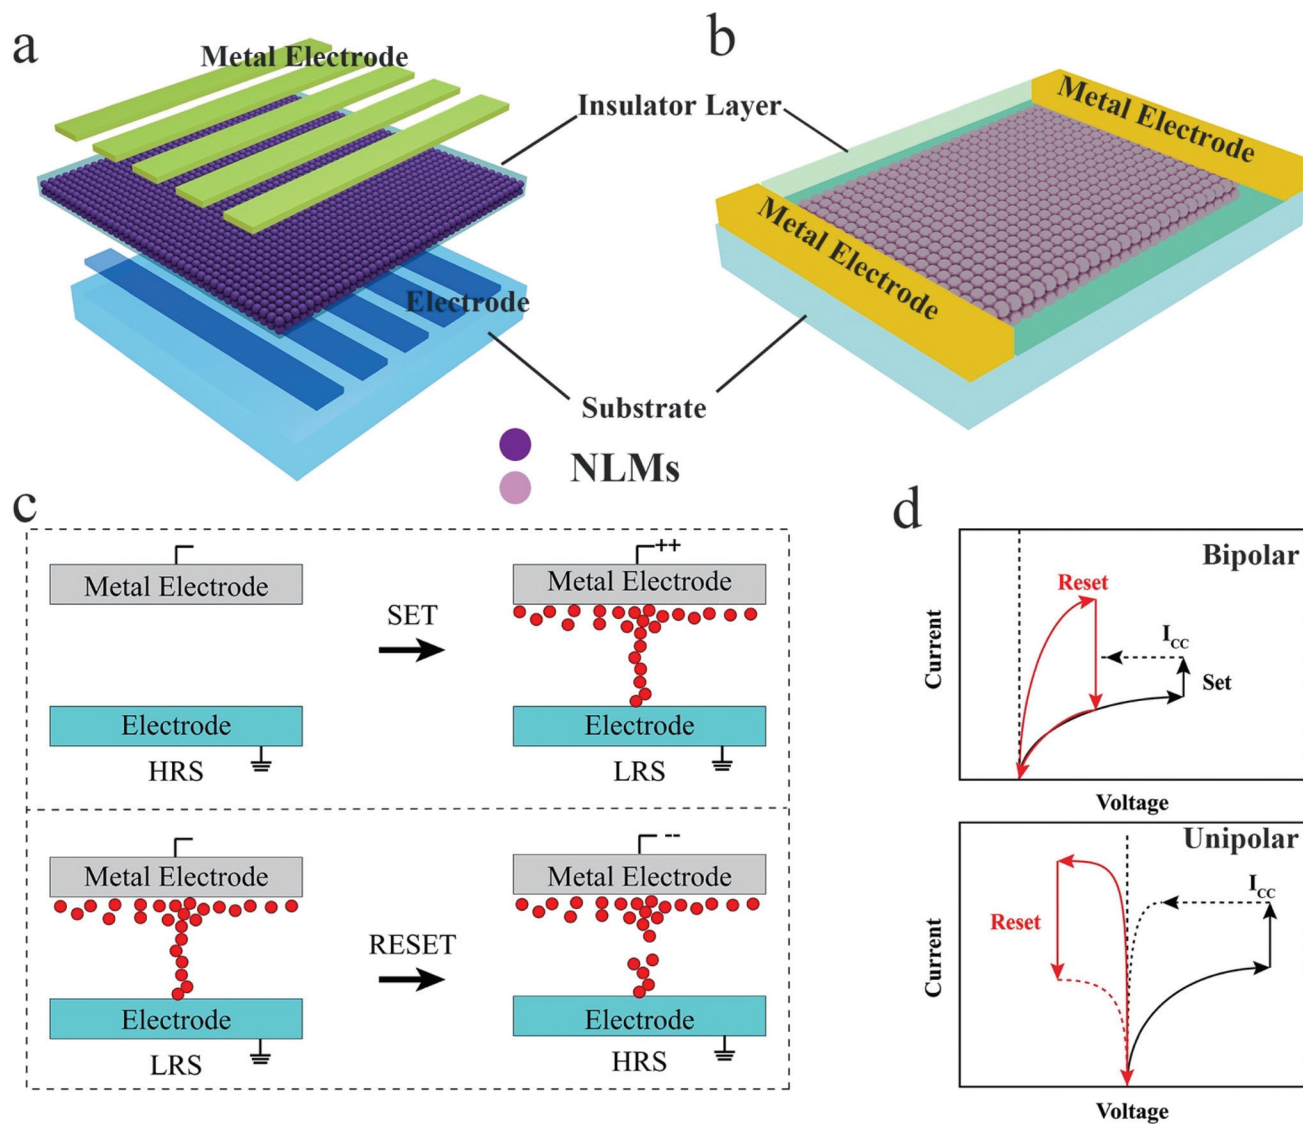 a
Metal Electrode
Insulator Layer
Electrode
Substrate
NLMs
b
Metal Electrode
Metal Electrode
c
Metal Electrode
Electrode
HRS
SET
++
Metal Electrode
Electrode
LRS
Metal Electrode
Electrode
LRS
RESET
--
Metal Electrode
Electrode
HRS
d
Bipolar
Reset
ICC
Set
Current
Voltage
Unipolar
ICC
Reset
Current
Voltage